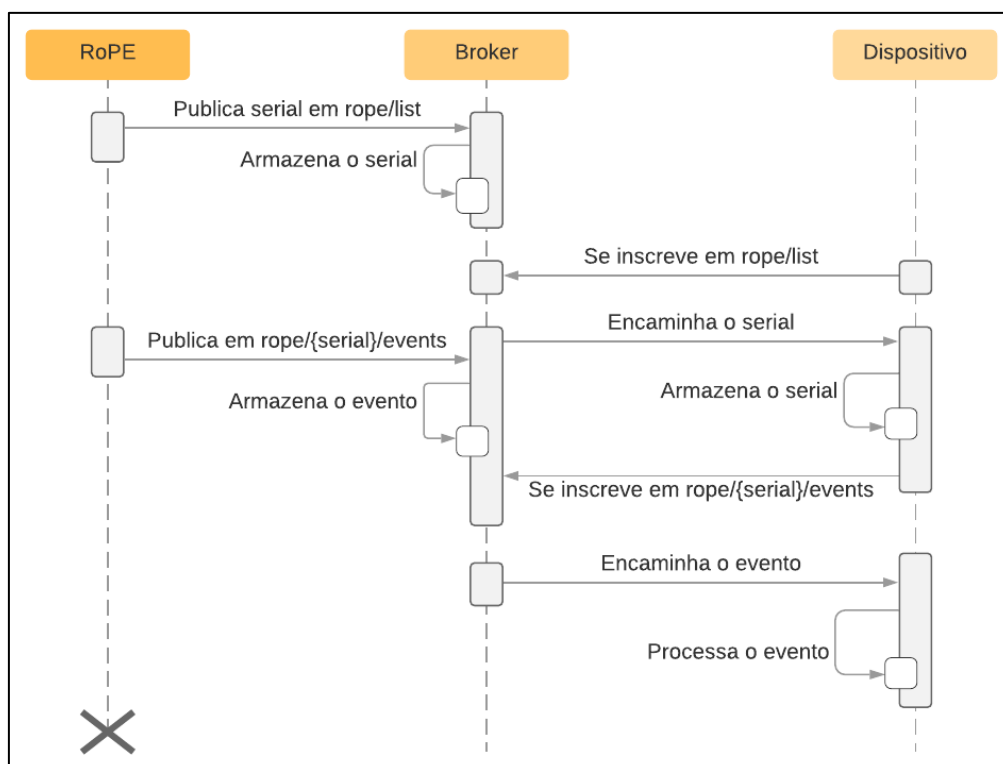 RoPE
Broker
Dispositivo
Publica serial em rope/list
Armazena o serial
Se inscreve em rope/list
Encaminha o serial
Publica em rope/{serial}/events
Armazena o serial
Armazena o evento
Se inscreve em rope/{serial}/events
Encaminha o evento
Processa o evento